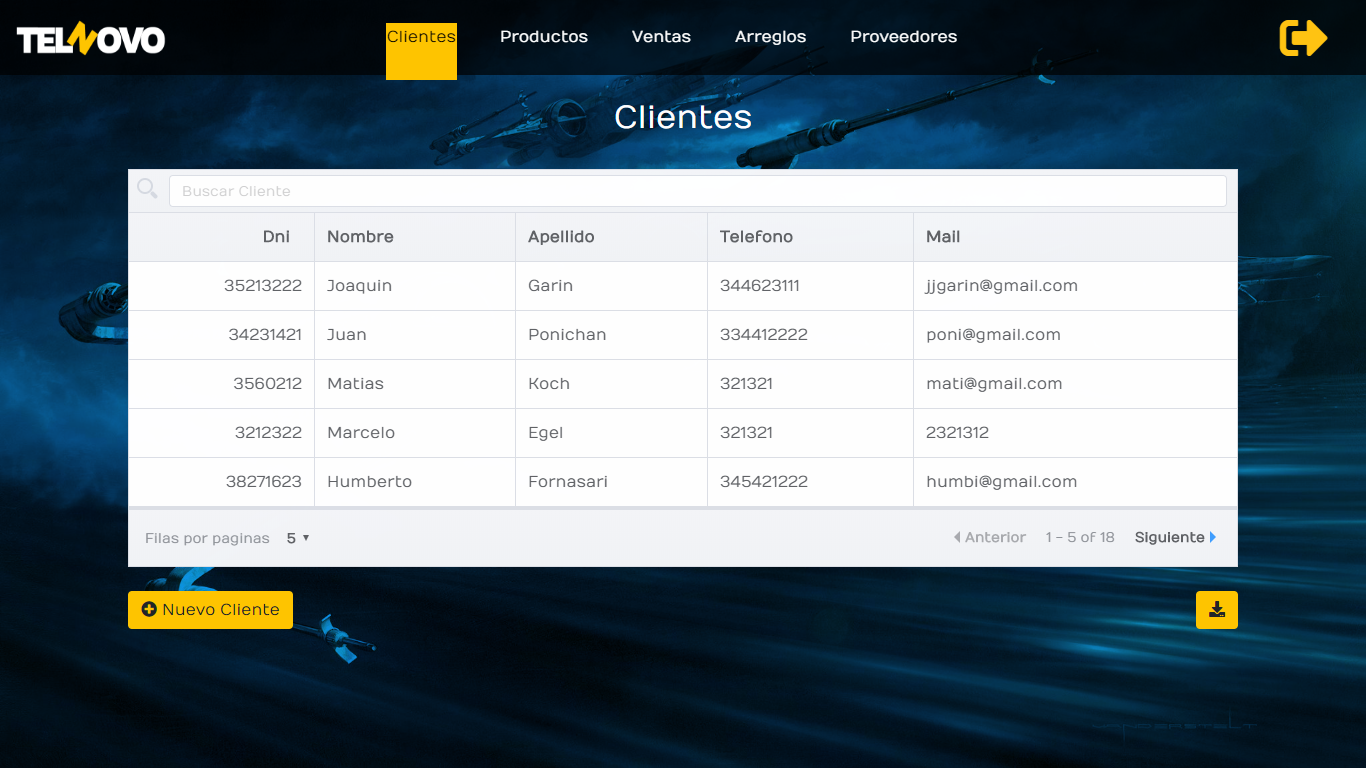 TELNOVO
Clientes Productos Ventas Arreglos Proveedores
Clientes
Buscar Cliente
Dni Nombre Apellido Telefono Mail
35213222 Joaquin Garin 344623111 jjgarin@gmail.com
34231421 Juan Ponichan 334412222 poni@gmail.com
3560212 Matias Koch 321321 mati@gmail.com
3212322 Marcelo Egel 321321 2321312
38271623 Humberto Fornasari 345421222 humbi@gmail.com
Filas por paginas 5 Anterior 1 - 5 of 18 Siguiente
Nuevo Cliente